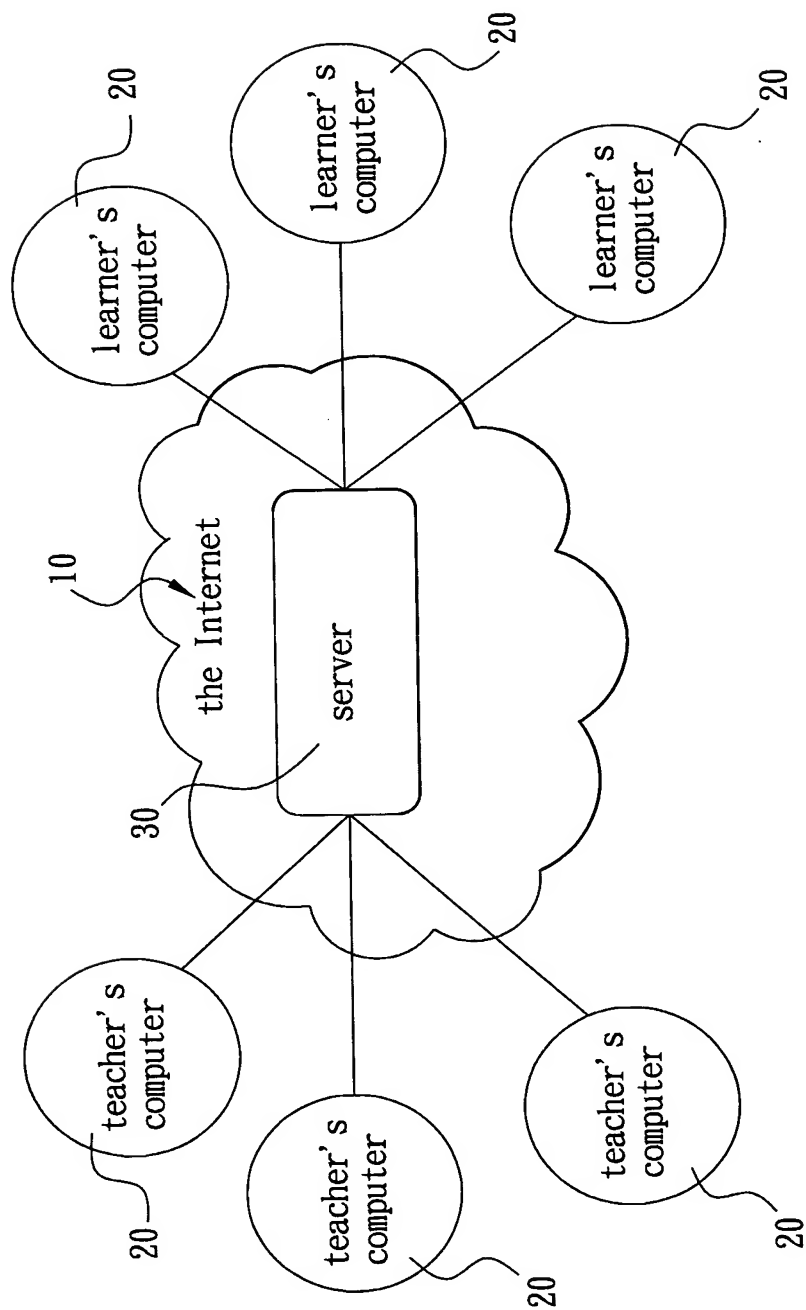 20
learner's
computer
20
learner's
computer
20
learner's
computer
10
the Internet
server
30
teacher's
computer
20
teacher's
computer
20
teacher's
computer
20